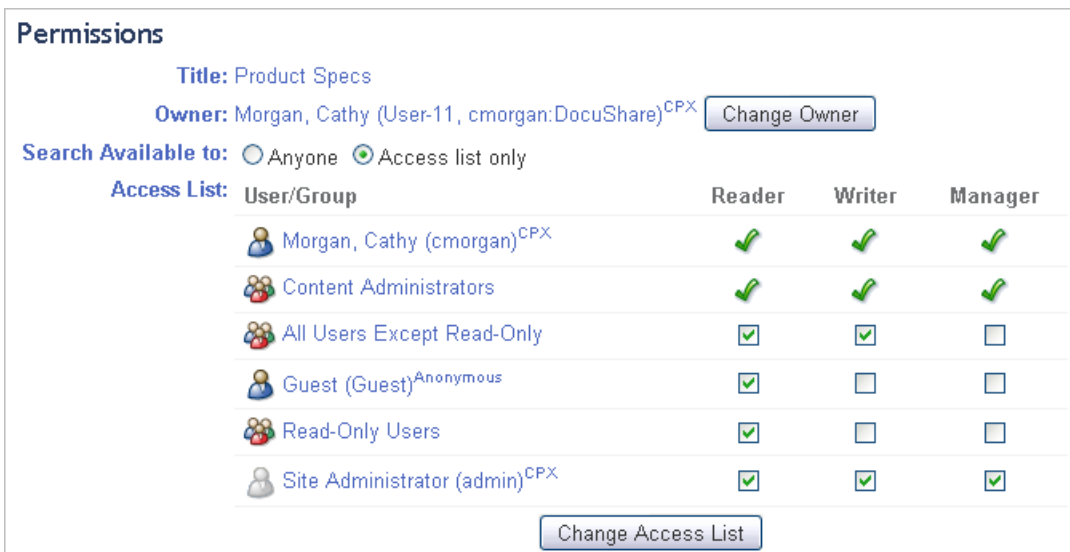 Permissions
Title: Product Specs
Owner: Morgan, Cathy (User-11, cmorgan:DocuShare)CPX Change Owner
Search Available to: Anyone Access list only
Access List: User/Group Reader Writer Manager
Morgan, Cathy (cmorgan)CPX
Content Administrators
All Users Except Read-Only
Guest (Guest)Anonymous
Read-Only Users
Site Administrator (admin)CPX
Change Access List